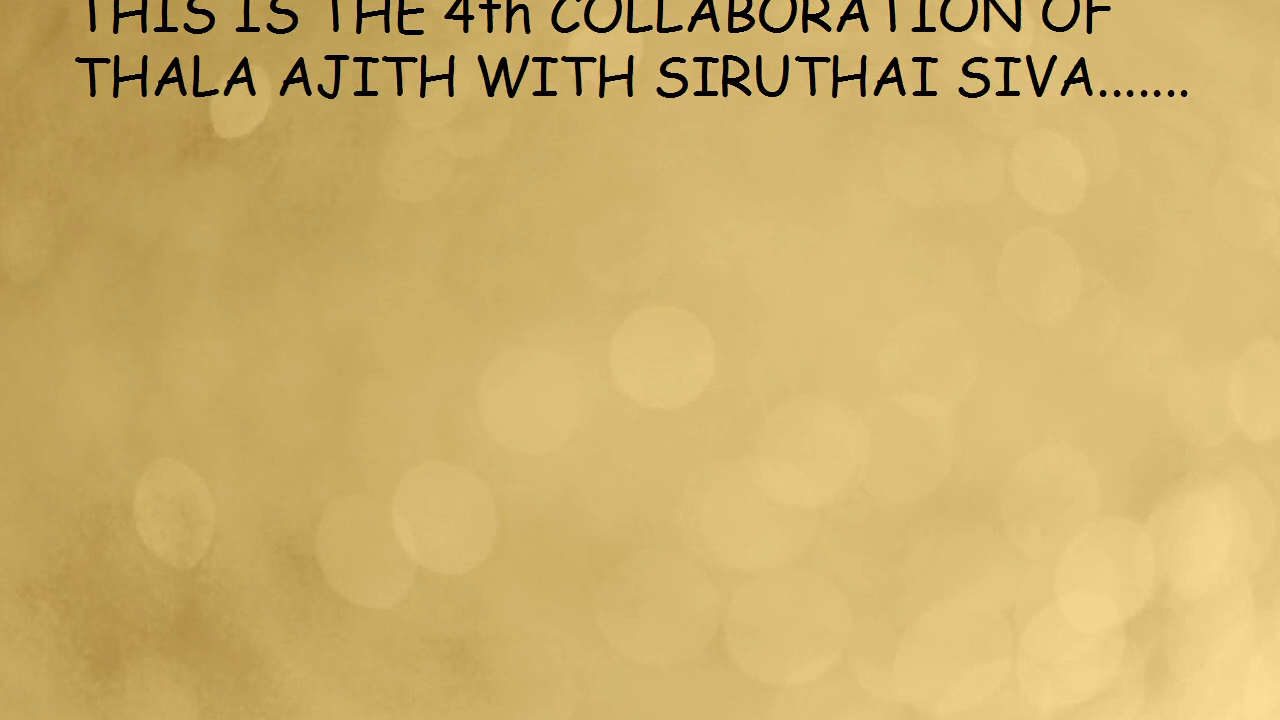 THIS IS THE 4th COLLABORATION OF
THALA AJITH WITH SIRUTHAI SIVA.......